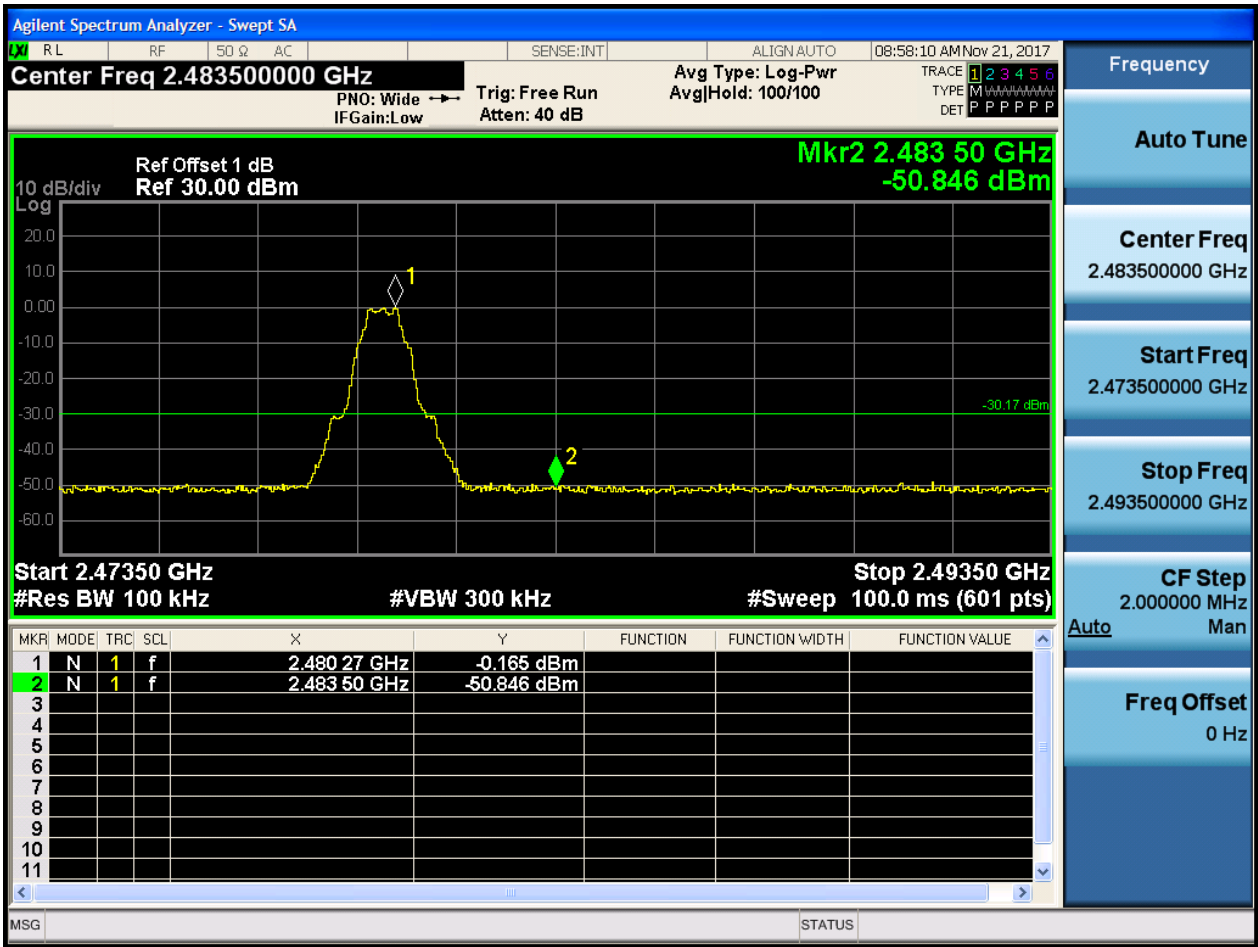 Agilent Spectrum Analyzer - Swept SA
LXI RL RF 50 Ω AC SENSE:INT ALIGN AUTO 08:58:10 AM Nov 21, 2017
Center Freq 2.483500000 GHz
PNO: Wide
IFGain:Low
Trig: Free Run
Atten: 40 dB
Avg Type: Log-Pwr
Avg|Hold: 100/100
TRACE 1 2 3 4 5 6
TYPE M
DET P P P P P P
Ref Offset 1 dB
Ref 30.00 dBm
10 dB/div
Log
Mkr2 2.483 50 GHz
-50.846 dBm
20.0
10.0
0.00
-10.0
-20.0
-30.0
-40.0
-50.0
-60.0
1
2
-30.17 dBm
Start 2.47350 GHz
Stop 2.49350 GHz
#Res BW 100 kHz
#VBW 300 kHz
#Sweep 100.0 ms (601 pts)
MKR MODE TRC SCL X Y FUNCTION FUNCTION WIDTH FUNCTION VALUE
1 N 1 f 2.480 27 GHz -0.165 dBm
2 N 1 f 2.483 50 GHz -50.846 dBm
3
4
5
6
7
8
9
10
11
MSG
STATUS
Frequency
Auto Tune
Center Freq
2.483500000 GHz
Start Freq
2.473500000 GHz
Stop Freq
2.493500000 GHz
CF Step
2.000000 MHz
Auto Man
Freq Offset
0 Hz